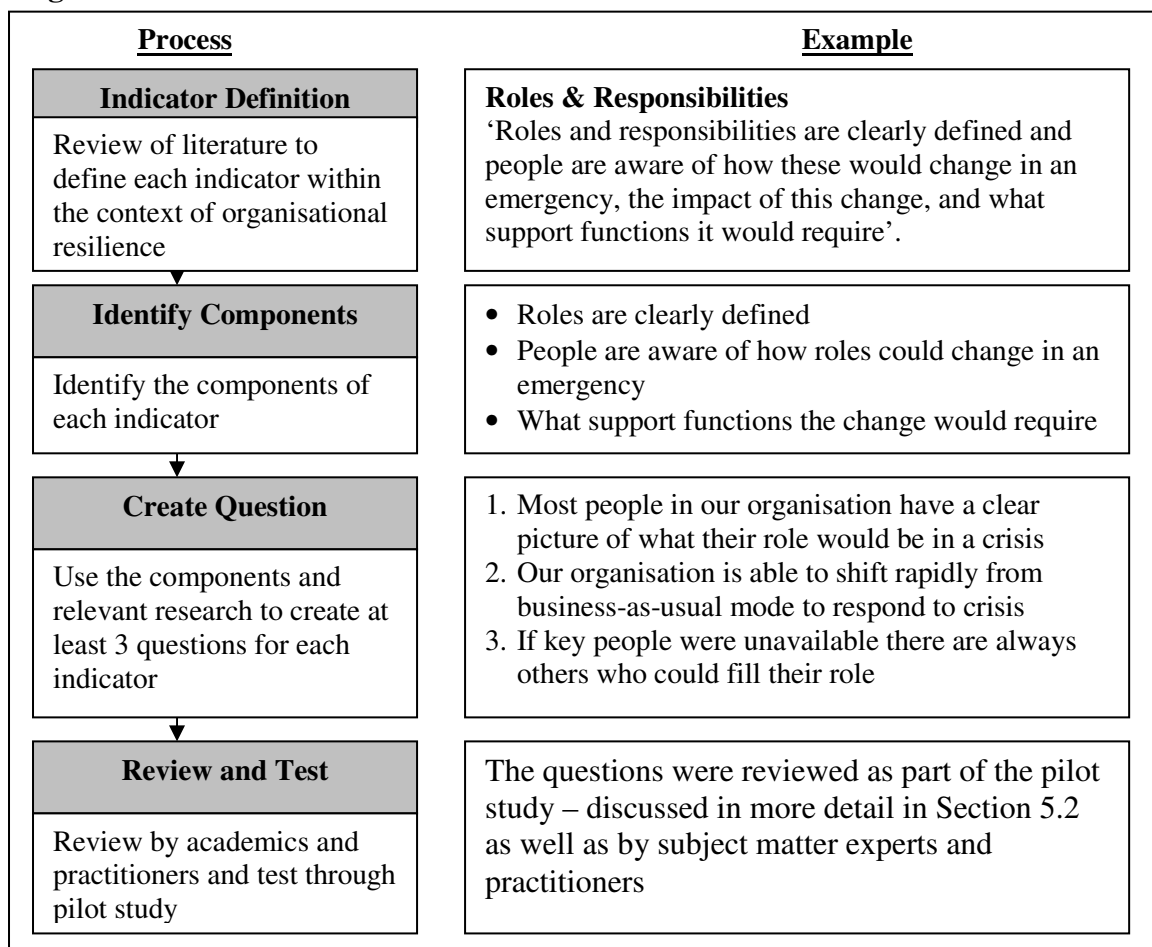 Process
Example
Indicator Definition
Review of literature to
define each indicator within
the context of organisational
resilience
Roles & Responsibilities
‘Roles and responsibilities are clearly defined and
people are aware of how these would change in an
emergency, the impact of this change, and what
support functions it would require’.
Identify Components
Identify the components of
each indicator
• Roles are clearly defined
• People are aware of how roles could change in an
emergency
• What support functions the change would require
Create Question
Use the components and
relevant research to create at
least 3 questions for each
indicator
1. Most people in our organisation have a clear
picture of what their role would be in a crisis
2. Our organisation is able to shift rapidly from
business-as-usual mode to respond to crisis
3. If key people were unavailable there are always
others who could fill their role
Review and Test
Review by academics and
practitioners and test through
pilot study
The questions were reviewed as part of the pilot
study – discussed in more detail in Section 5.2
as well as by subject matter experts and
practitioners